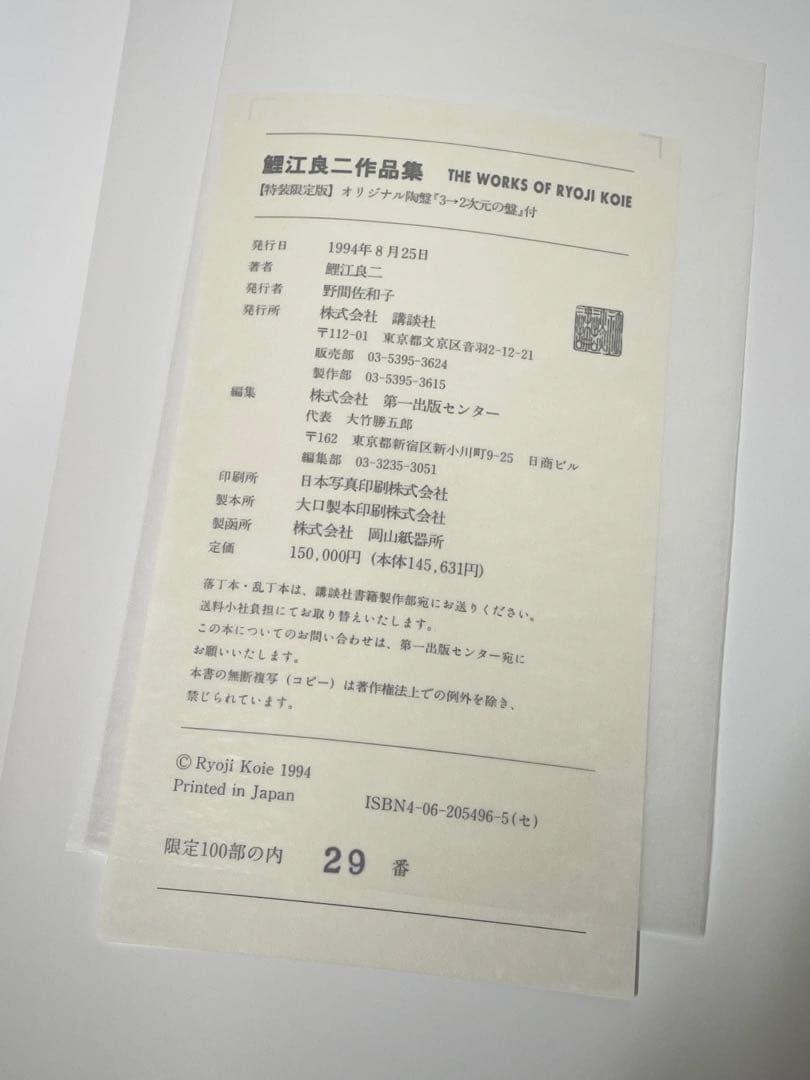 鯉江良二作品集 THE WORKS OF RYOJI KOIE
【特装限定版】オリジナル陶盤『3→2次元の盤』付
発行日 1994年8月25日
著者 鯉江良二
発行者 野間佐和子
発行所 株式会社 講談社
〒112-01 東京都文京区音羽2-12-21
販売部 03-5395-3624
製作部 03-5395-3615
編集 株式会社 第一出版センター
代表 大竹勝五郎
〒162 東京都新宿区新小川町9-25 日商ビル
編集部 03-3235-3051
印刷所 日本写真印刷株式会社
製本所 大口製本印刷株式会社
製函所 株式会社 岡山紙器所
定価 150,000円（本体145,631円）
落丁本・乱丁本は、講談社書籍製作部宛にお送りください。
送料小社負担にてお取り替えいたします。
この本についてのお問い合わせは、第一出版センター宛に
お願いいたします。
本書の無断複写（コピー）は著作権法上での例外を除き、
禁じられています。
© Ryoji Koie 1994
Printed in Japan
ISBN4-06-205496-5(セ)
限定100部の内 29 番